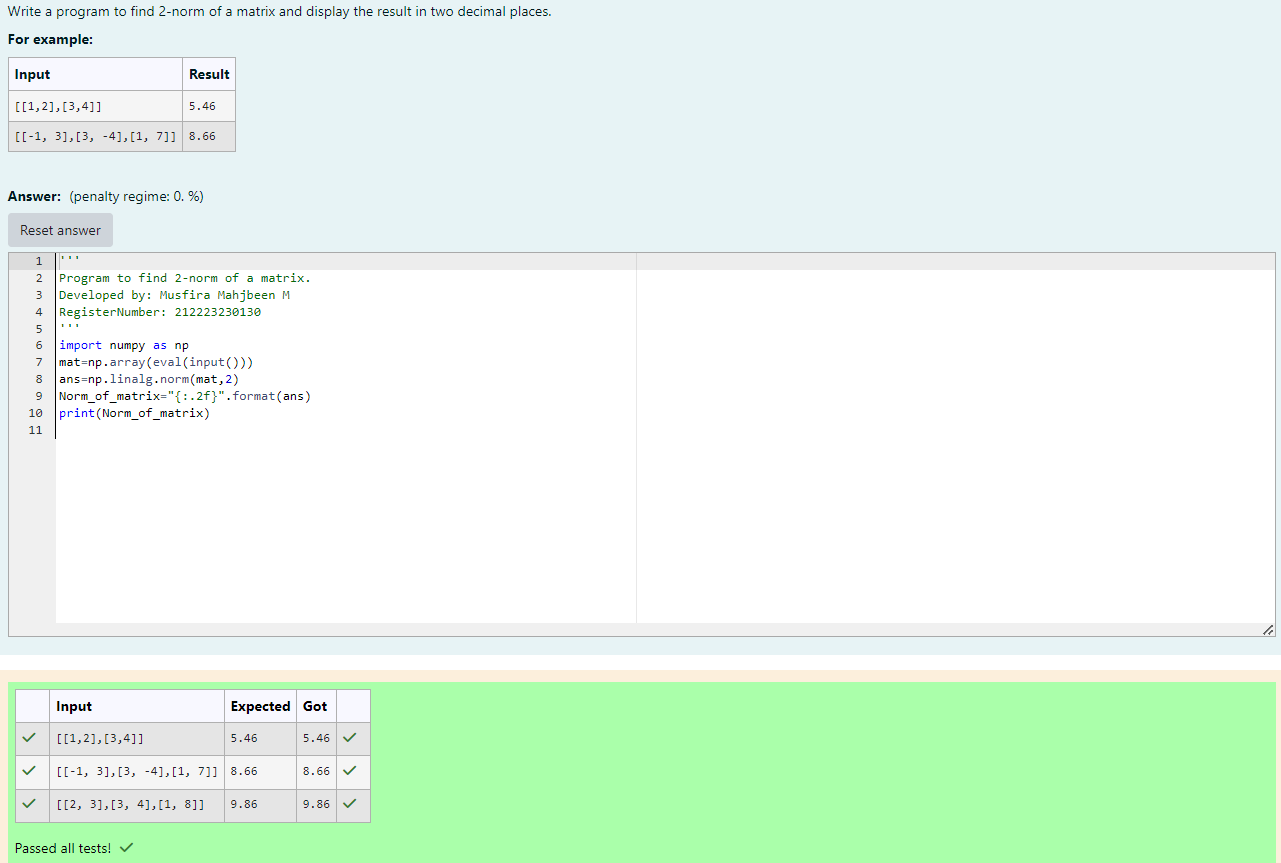 Write a program to find 2-norm of a matrix and display the result in two decimal places.
For example:
Input Result
[[1,2],[3,4]] 5.46
[[-1, 3],[3, -4],[1, 7]] 8.66
Answer: (penalty regime: 0. %)
Reset answer
1 '''
2 Program to find 2-norm of a matrix.
3 Developed by: Musfira Mahjbeen M
4 RegisterNumber: 212223230130
5 '''
6 import numpy as np
7 mat=np.array(eval(input()))
8 ans=np.linalg.norm(mat,2)
9 Norm_of_matrix="{:.2f}".format(ans)
10 print(Norm_of_matrix)
11
Input Expected Got
[[1,2],[3,4]] 5.46 5.46
[[-1, 3],[3, -4],[1, 7]] 8.66 8.66
[[2, 3],[3, 4],[1, 8]] 9.86 9.86
Passed all tests!